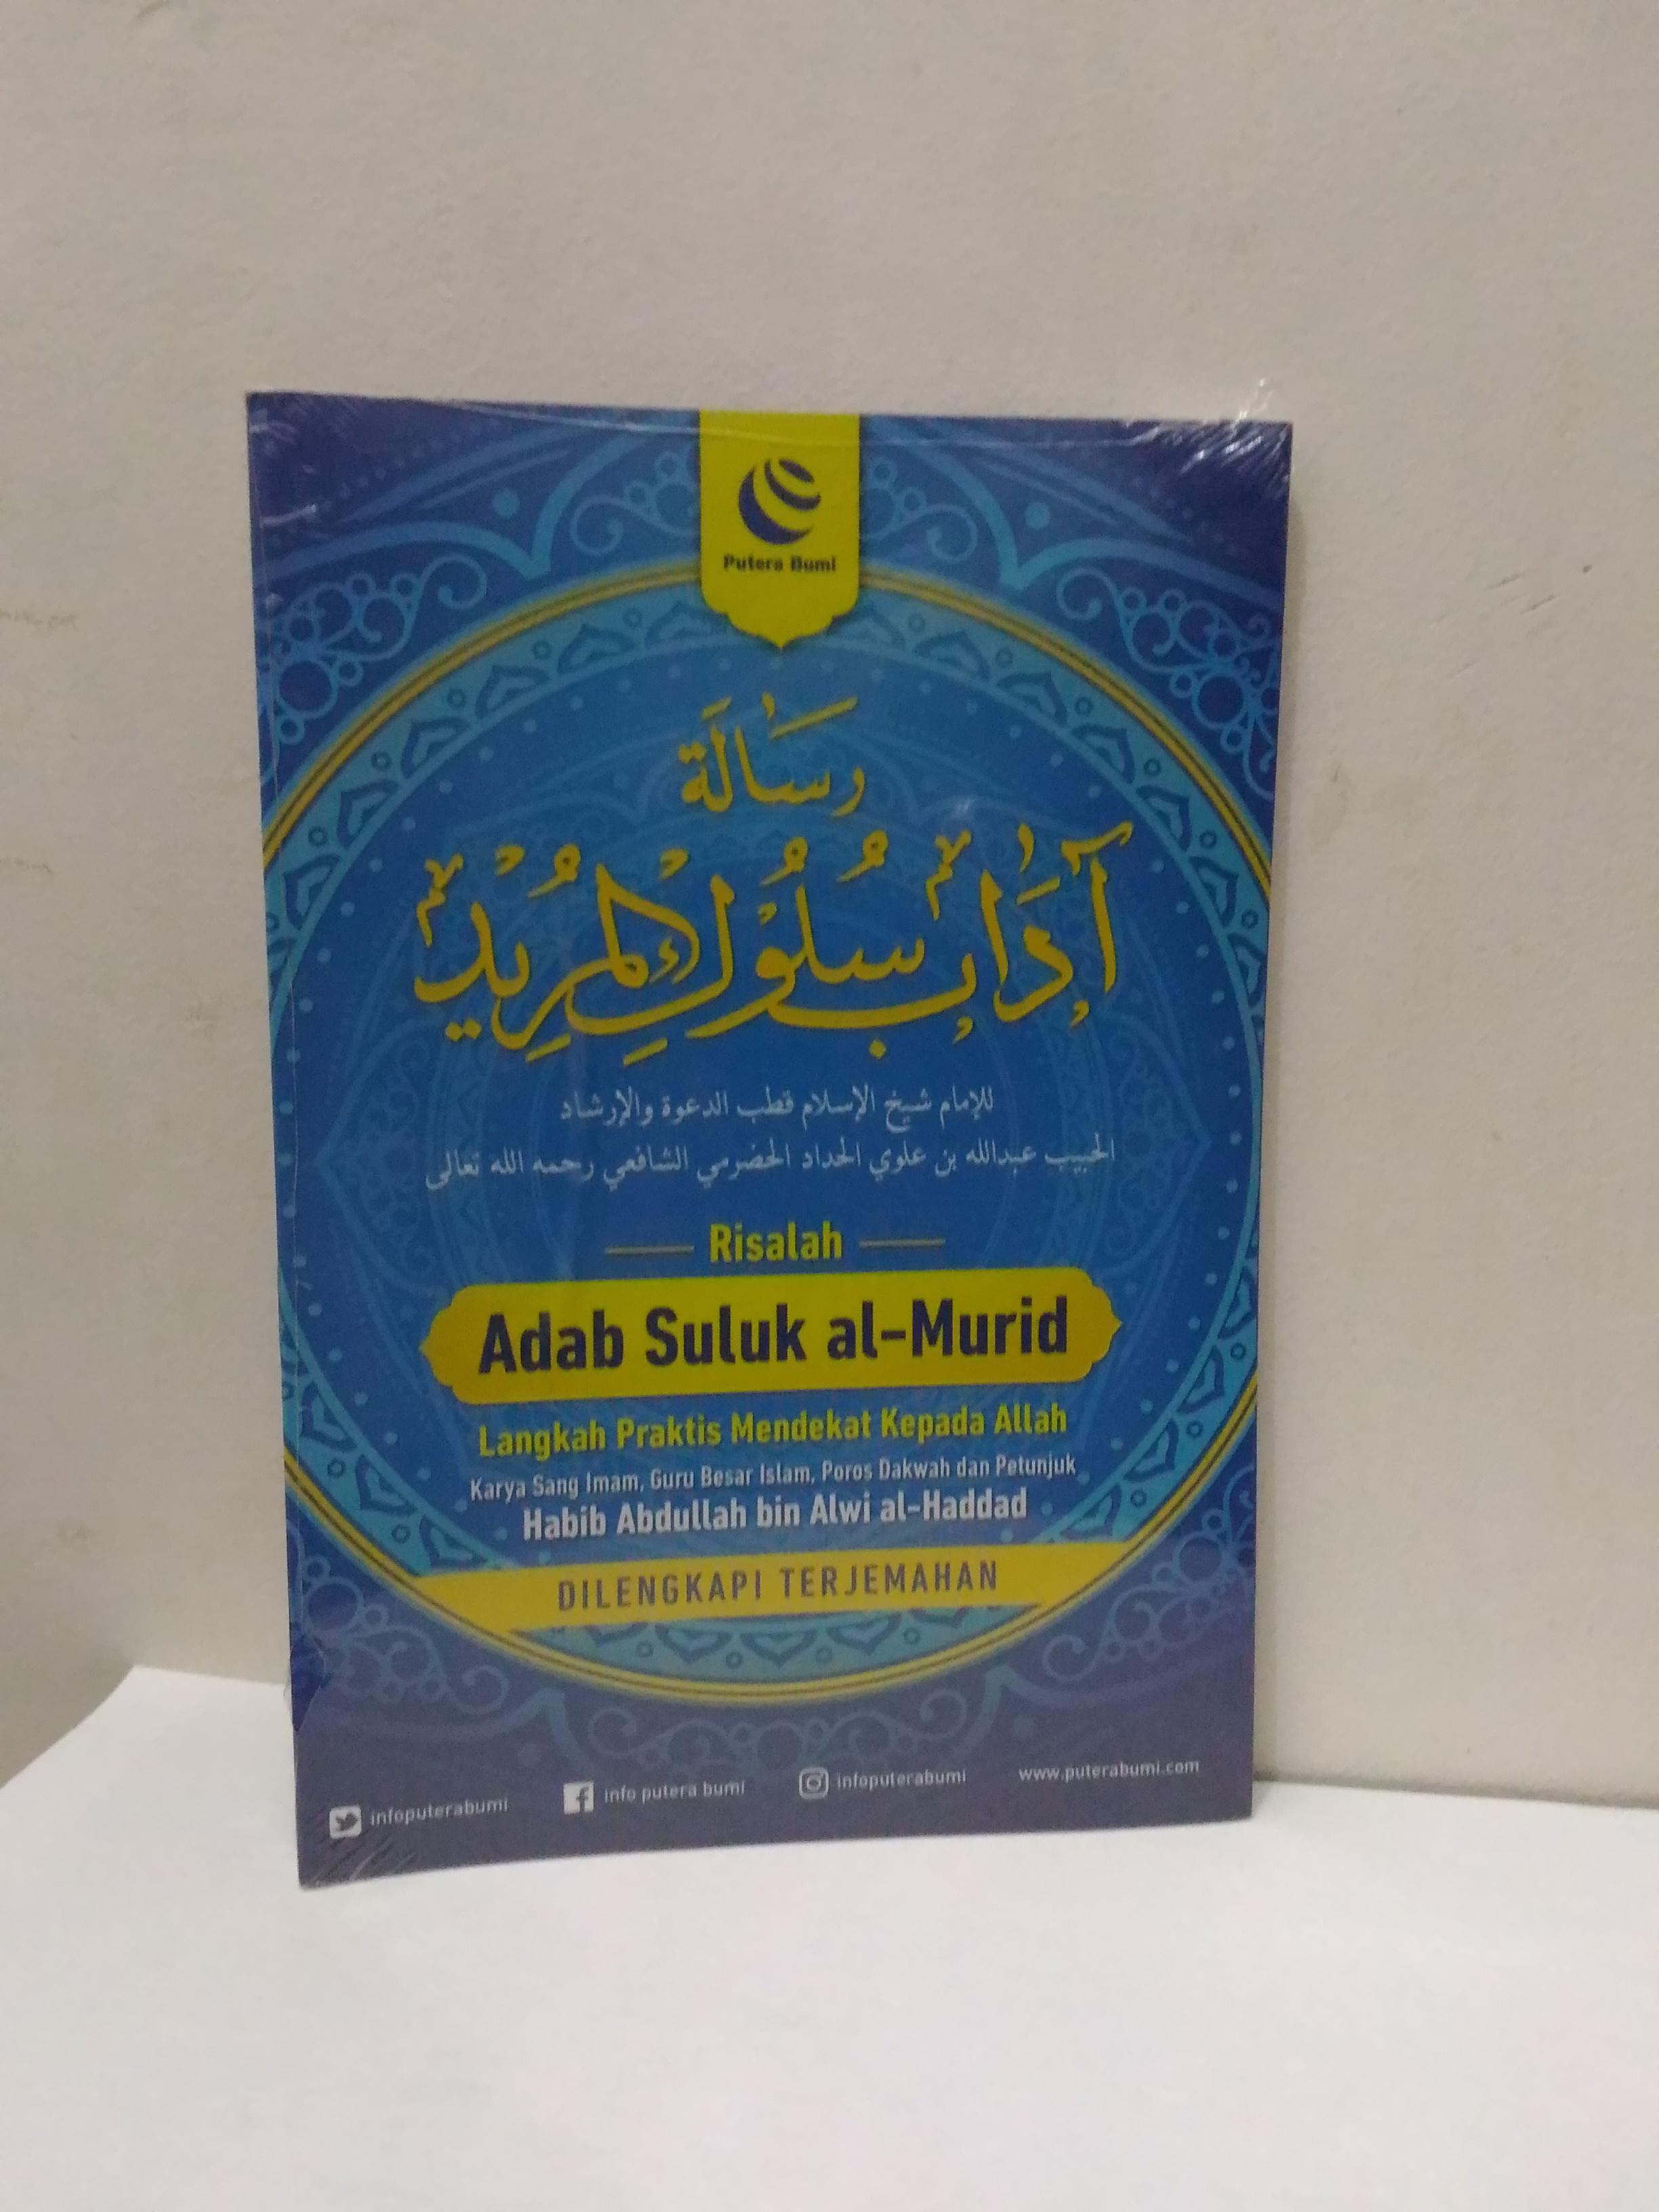 Putera Bumi
رسالة
آداب سلوك المريد
للإمام شيخ الإسلام قطب الدعوة والإرشاد
الحبيب عبدالله بن علوي الحداد الحضرمي الشافعي رحمه الله تعالى
Risalah
Adab Suluk al-Murid
Langkah Praktis Mendekat Kepada Allah
Karya Sang Imam, Guru Besar Islam, Poros Dakwah dan Petunjuk
Habib Abdullah bin Alwi al-Haddad
DILENGKAPI TERJEMAHAN
infoputerabumi info putera bumi infoputerabumi www.puterabumi.com